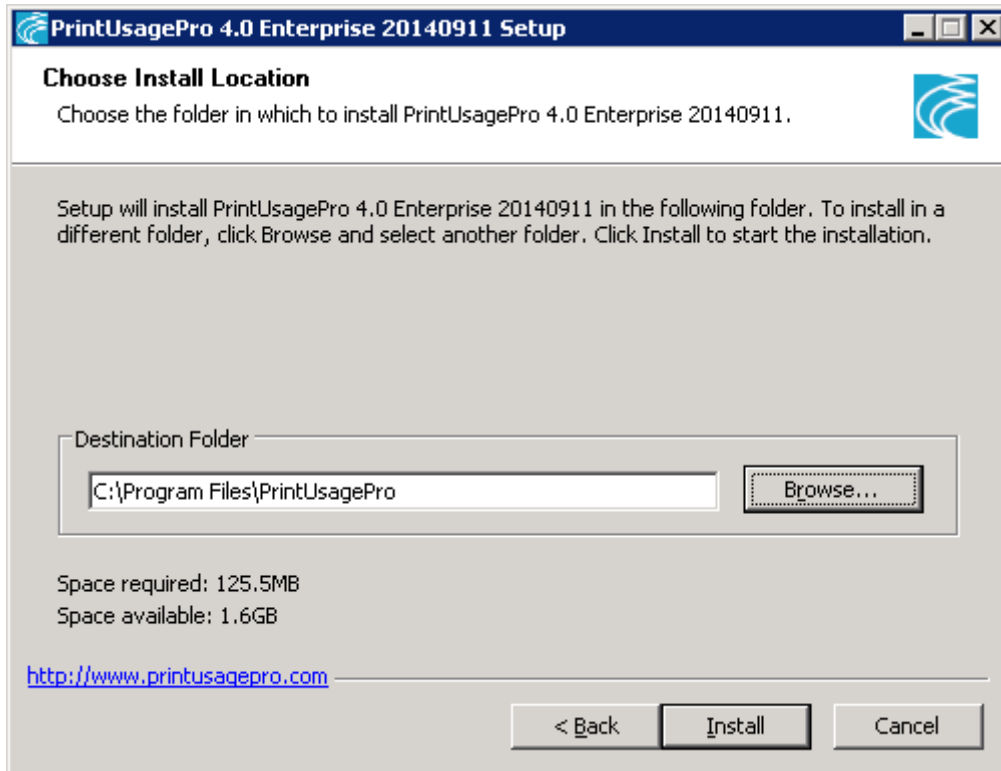 PrintUsagePro 4.0 Enterprise 20140911 Setup
Choose Install Location
Choose the folder in which to install PrintUsagePro 4.0 Enterprise 20140911.
Setup will install PrintUsagePro 4.0 Enterprise 20140911 in the following folder. To install in a
different folder, click Browse and select another folder. Click Install to start the installation.
Destination Folder
C:\Program Files\PrintUsagePro
Browse...
Space required: 125.5MB
Space available: 1.6GB
http://www.printusagepro.com
< Back
Install
Cancel